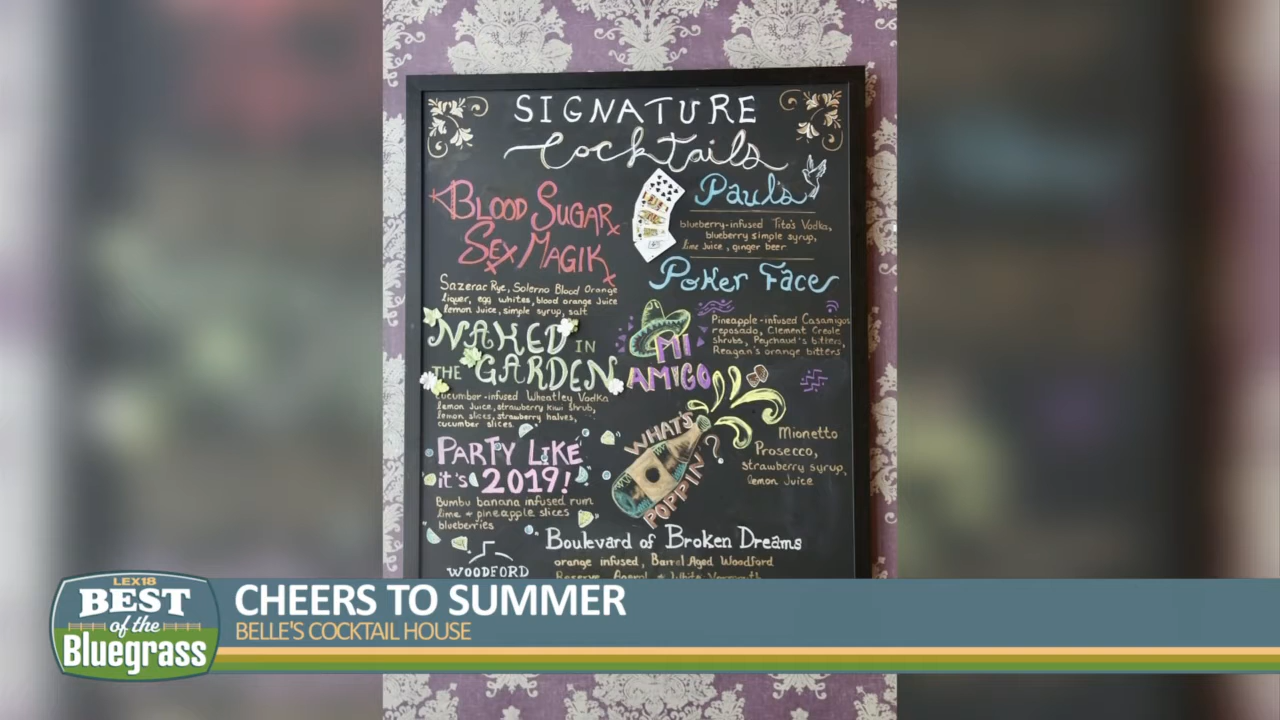 SIGNATURE
Cocktails
BLOOD SUGAR
SEX MAGIK
Sazerac Rye, Solerno Blood Orange
liquer, egg whites, blood orange Juice
lemon Juice, simple syrup, salt
Paul's
blueberry-infused Tito's Vodka,
blueberry simple syrup,
lime Juice, ginger beer
Poker Face
NAKED IN
THE GARDEN
cucumber-infused Wheatley Vodka
lemon Juice, strawberry kiwi shrub,
lemon slices, strawberry halves,
cucumber slices
MI
AMIGO
Pineapple-infused Casamigos
reposado, Clement Creole
shrubs, Peychaud's bitters,
Reagan's orange bitters
PARTY LIKE
it's 2019!
Bumbu banana infused rum
lime + pineapple slices
blueberries
WHAT'S
POPPIN?
Mionetto
Prosecco,
strawberry syrup,
lemon Juice
Boulevard of Broken Dreams
orange infused, Barrel Aged Woodford
WOODFORD
LEX18
BEST
of the
Bluegrass
CHEERS TO SUMMER
BELLE'S COCKTAIL HOUSE